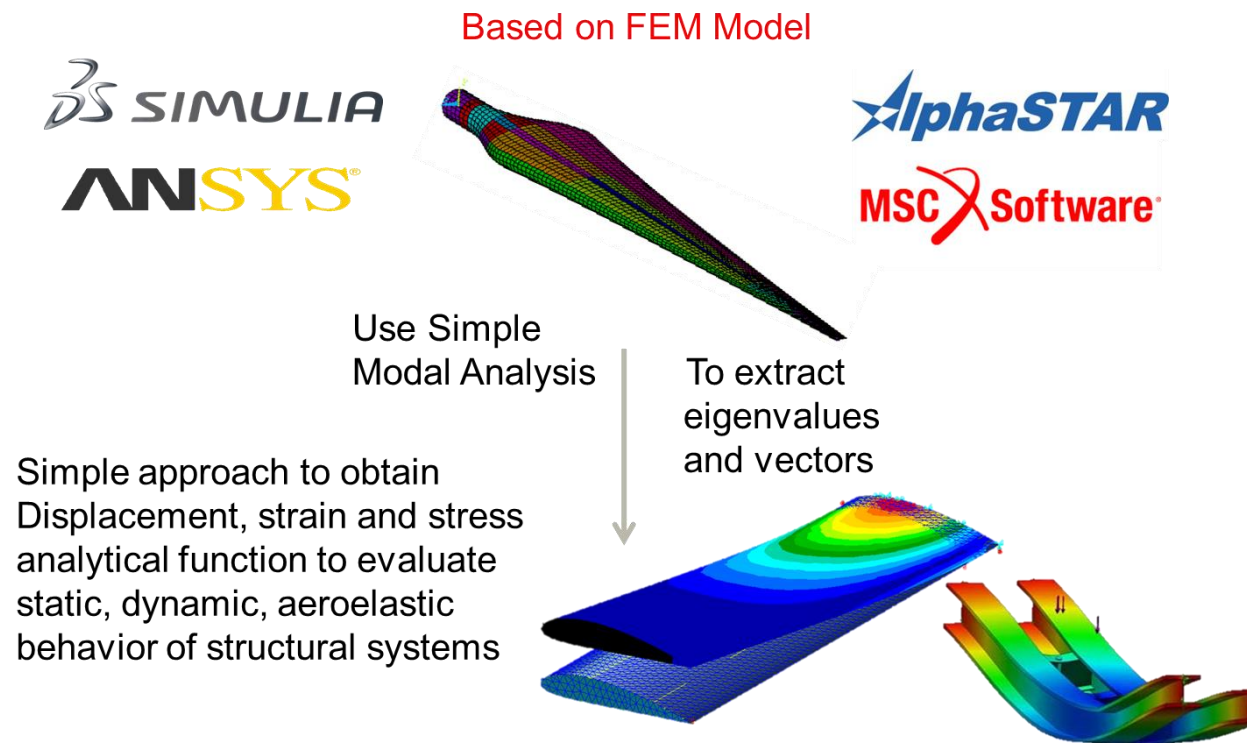 Based on FEM Model
DS SIMULIA
ANSYS®
AlphaSTAR
MSC Software
Use Simple
Modal Analysis
To extract
eigenvalues
and vectors
Simple approach to obtain
Displacement, strain and stress
analytical function to evaluate
static, dynamic, aeroelastic
behavior of structural systems